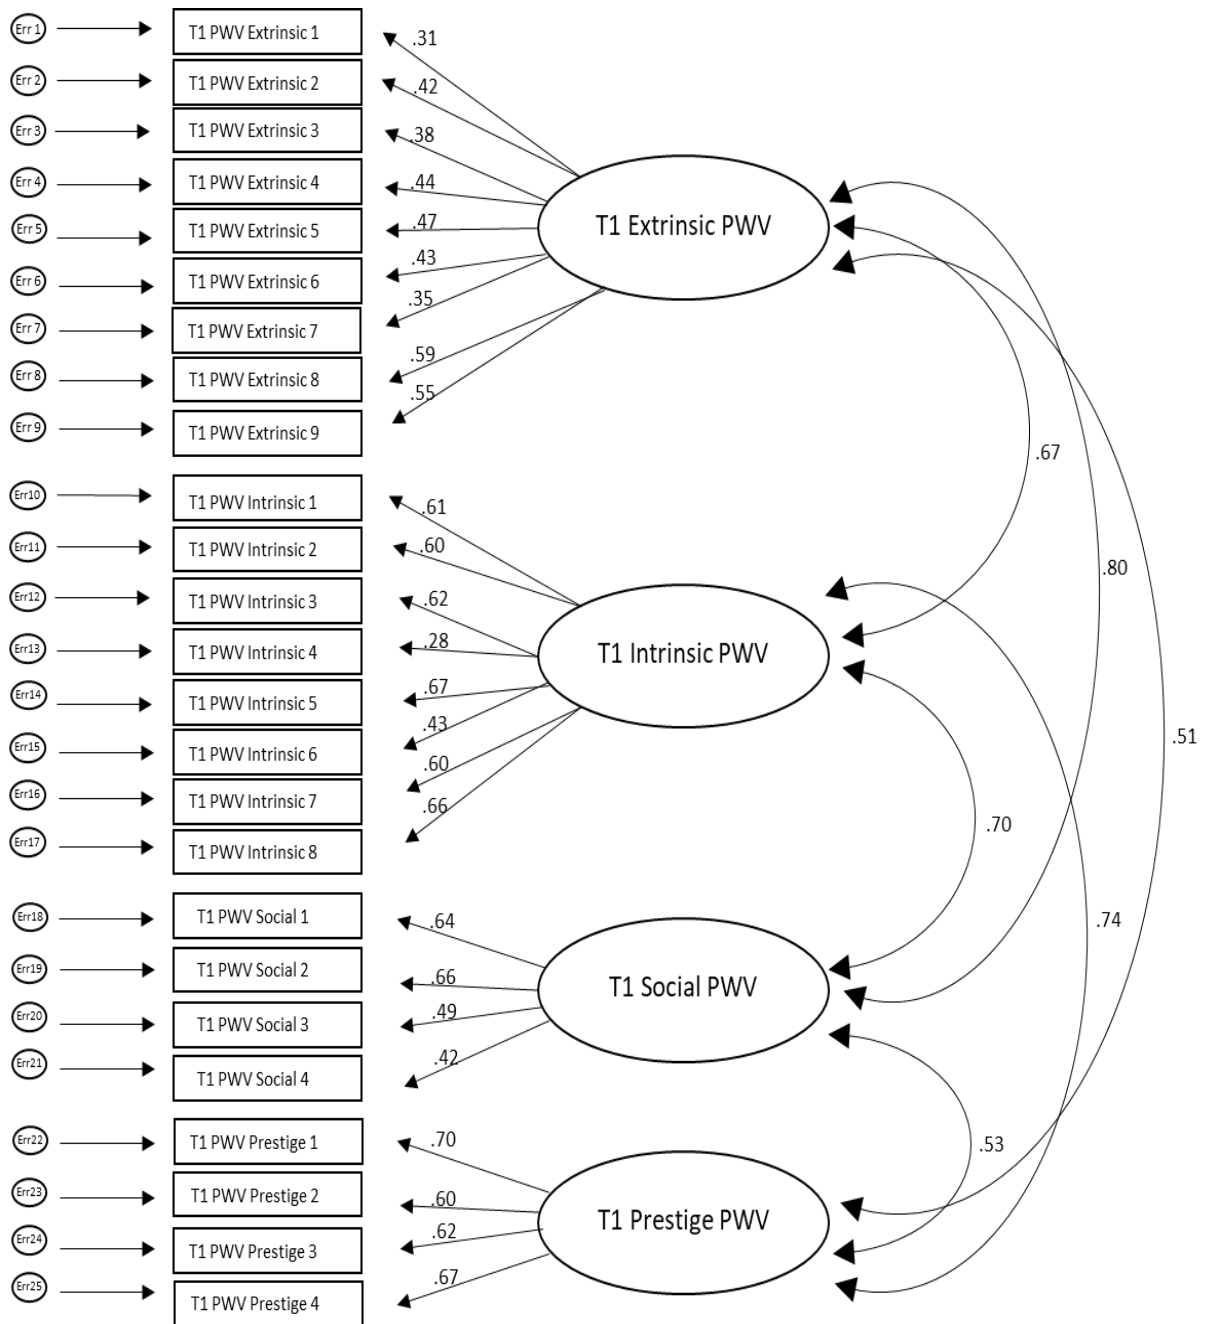 Err 1
T1 PWV Extrinsic 1
.31
Err 2
T1 PWV Extrinsic 2
.42
Err 3
T1 PWV Extrinsic 3
.38
Err 4
T1 PWV Extrinsic 4
.44
Err 5
T1 PWV Extrinsic 5
.47
T1 Extrinsic PWV
Err 6
T1 PWV Extrinsic 6
.43
Err 7
T1 PWV Extrinsic 7
.35
Err 8
T1 PWV Extrinsic 8
.59
Err 9
T1 PWV Extrinsic 9
.55
.67
Err10
T1 PWV Intrinsic 1
.61
Err11
T1 PWV Intrinsic 2
.60
.80
Err12
T1 PWV Intrinsic 3
.62
Err13
T1 PWV Intrinsic 4
.28
T1 Intrinsic PWV
Err14
T1 PWV Intrinsic 5
.67
Err15
T1 PWV Intrinsic 6
.43
.51
Err16
T1 PWV Intrinsic 7
.60
Err17
T1 PWV Intrinsic 8
.66
.70
Err18
T1 PWV Social 1
.64
.74
Err19
T1 PWV Social 2
.66
T1 Social PWV
Err20
T1 PWV Social 3
.49
Err21
T1 PWV Social 4
.42
Err22
T1 PWV Prestige 1
.70
.53
Err23
T1 PWV Prestige 2
.60
T1 Prestige PWV
Err24
T1 PWV Prestige 3
.62
Err25
T1 PWV Prestige 4
.67